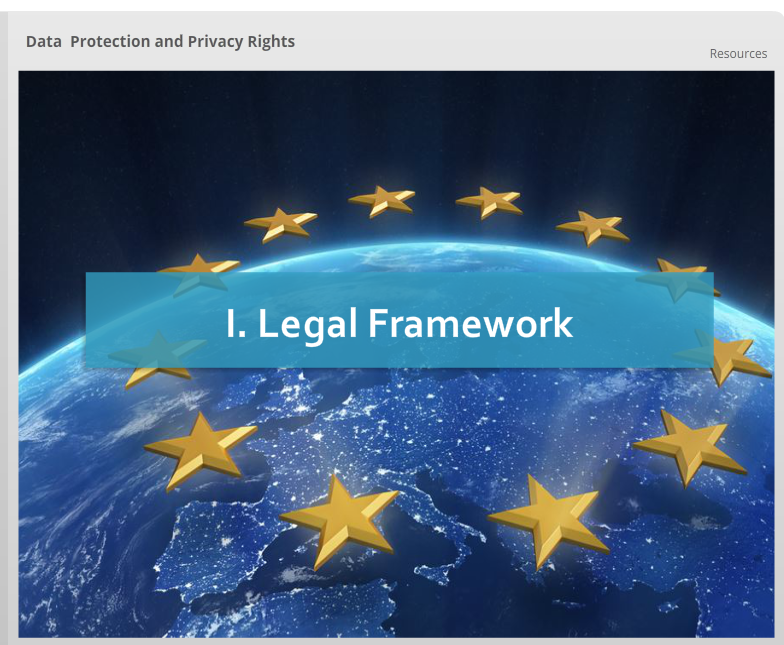 Data  Protection and Privacy Rights
Resources
I. Legal Framework